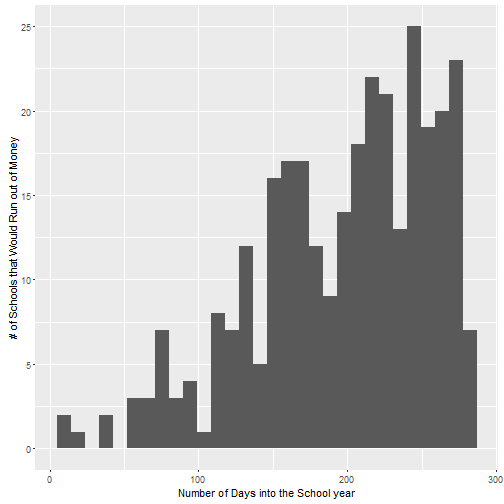 # of Schools that Would Run out of Money
25
20
15
10
5
0
0 100 200 300
Number of Days into the School year